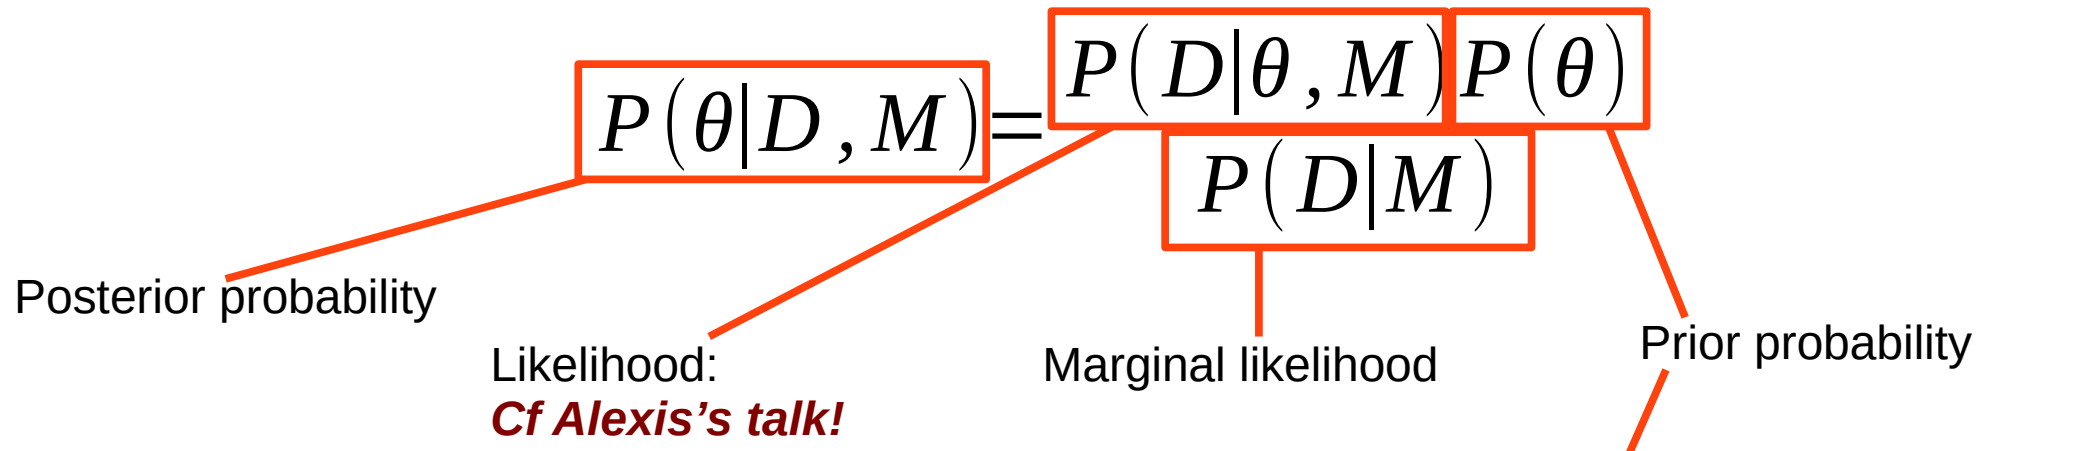 P(θ|D,M)=
P(D|θ,M)P(θ)
P(D|M)
Posterior probability
Likelihood:
Cf Alexis’s talk!
Marginal likelihood
Prior probability